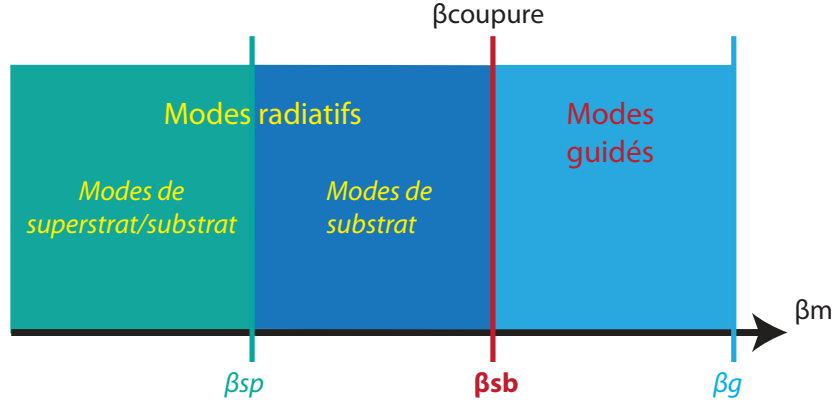 βcoupure
Modes radiatifs
Modes
guidés
Modes de
superstrat/substrat
Modes de
substrat
βm
βsp
βsb
βg